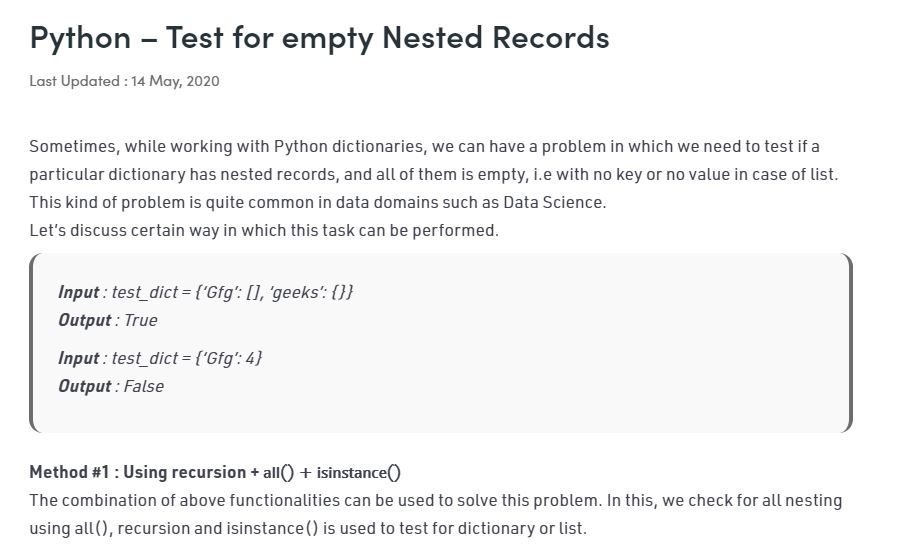 Python – Test for empty Nested Records
Last Updated : 14 May, 2020
Sometimes, while working with Python dictionaries, we can have a problem in which we need to test if a
particular dictionary has nested records, and all of them is empty, i.e with no key or no value in case of list.
This kind of problem is quite common in data domains such as Data Science.
Let's discuss certain way in which this task can be performed.
Input : test_dict = {‘Gfg’: [], ‘geeks’: {}}
Output : True
Input : test_dict = {‘Gfg’: 4}
Output : False
Method #1 : Using recursion + all() + isinstance()
The combination of above functionalities can be used to solve this problem. In this, we check for all nesting
using all(), recursion and isinstance() is used to test for dictionary or list.